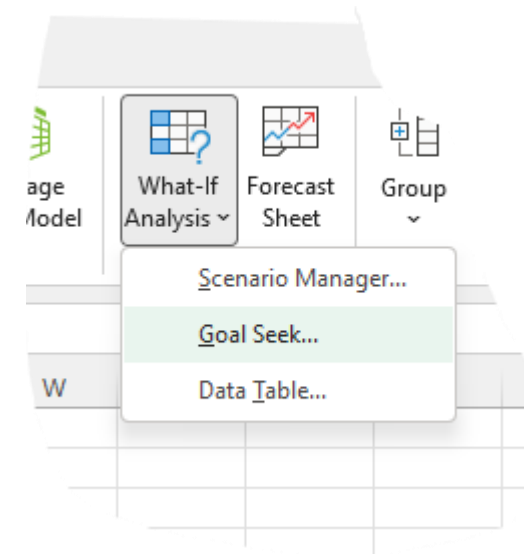 age
Model
What-If
Analysis
Forecast
Sheet
Group
Scenario Manager...
Goal Seek...
Data Table...
W